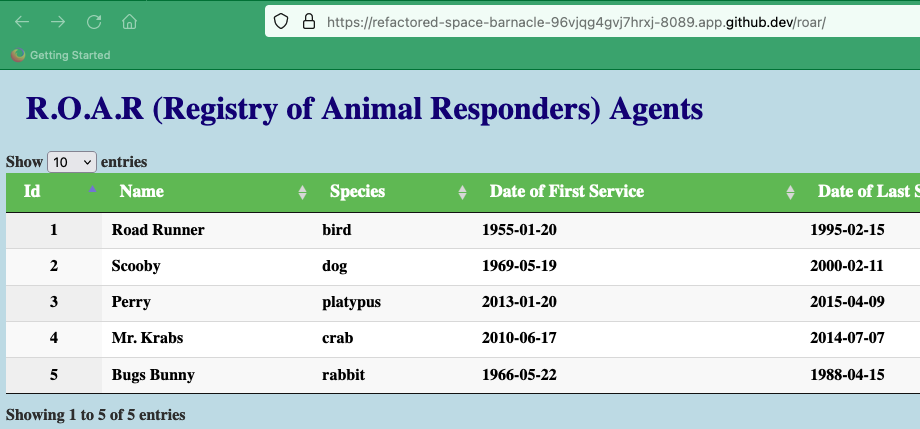 https://refactored-space-barnacle-96vjqg4gvj7hrxj-8089.app.github.dev/roar/
Getting Started
R.O.A.R (Registry of Animal Responders) Agents
Show 10 entries
Id Name Species Date of First Service Date of Last S
1 Road Runner bird 1955-01-20 1995-02-15
2 Scooby dog 1969-05-19 2000-02-11
3 Perry platypus 2013-01-20 2015-04-09
4 Mr. Krabs crab 2010-06-17 2014-07-07
5 Bugs Bunny rabbit 1966-05-22 1988-04-15
Showing 1 to 5 of 5 entries